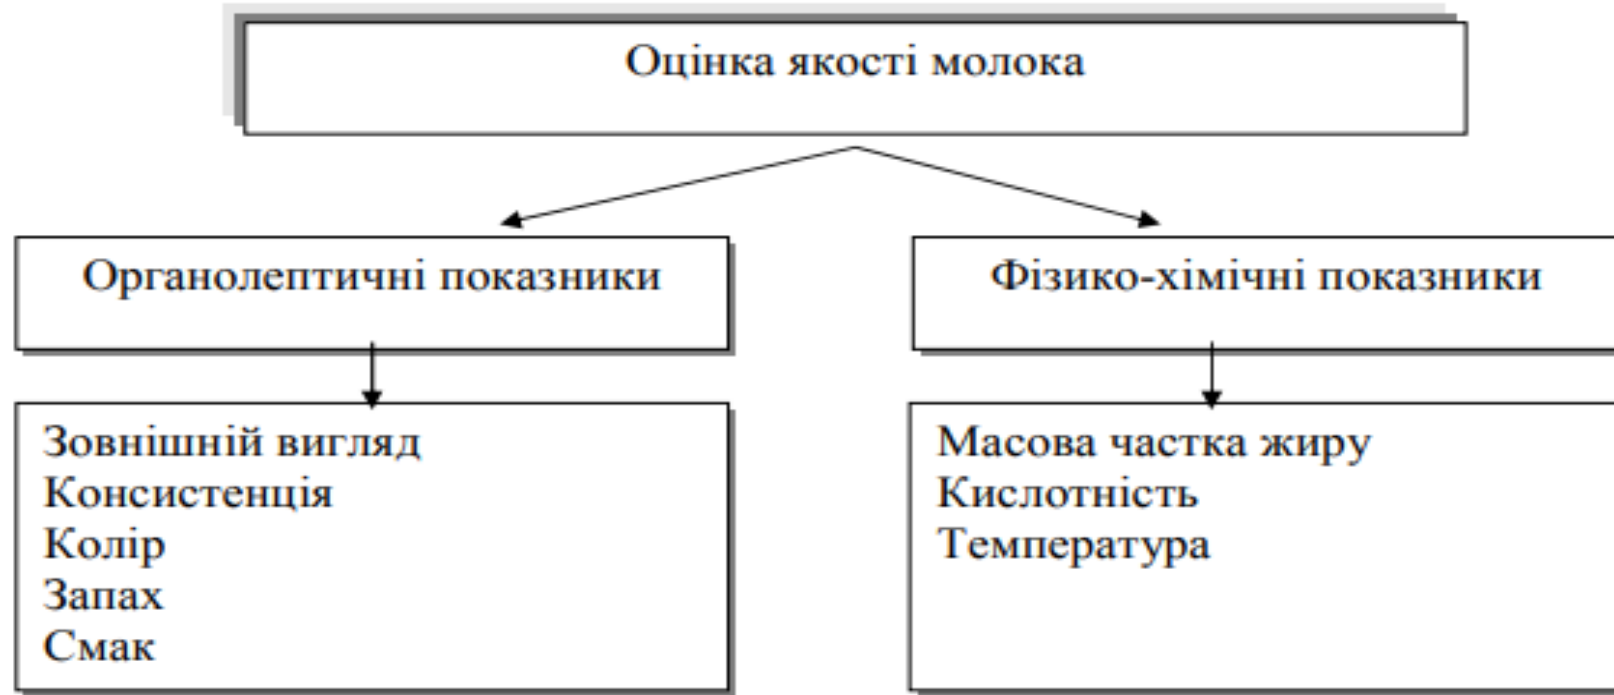 Оцінка якості молока
Органолептичні показники
Фізико-хімічні показники
Зовнішній вигляд
Консистенція
Колір
Запах
Смак
Масова частка жиру
Кислотність
Температура